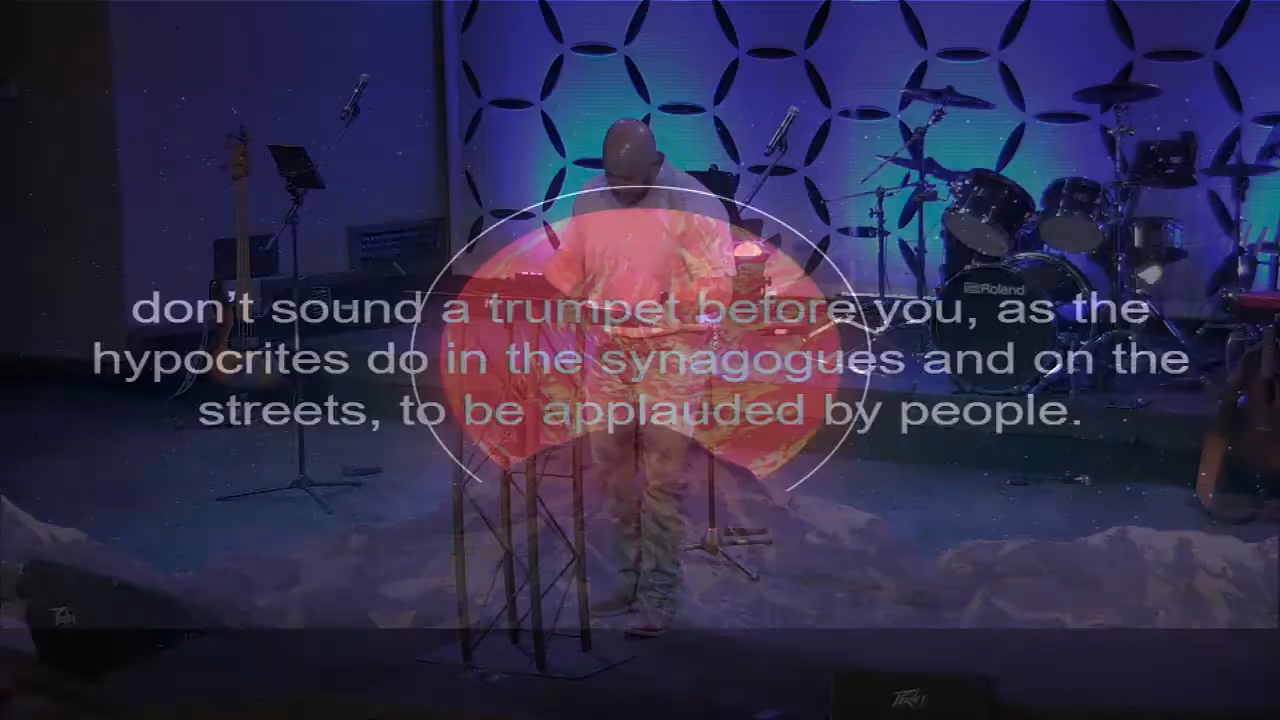 Roland
don't sound a trumpet before you, as the
hypocrites do in the synagogues and on the
streets, to be applauded by people.